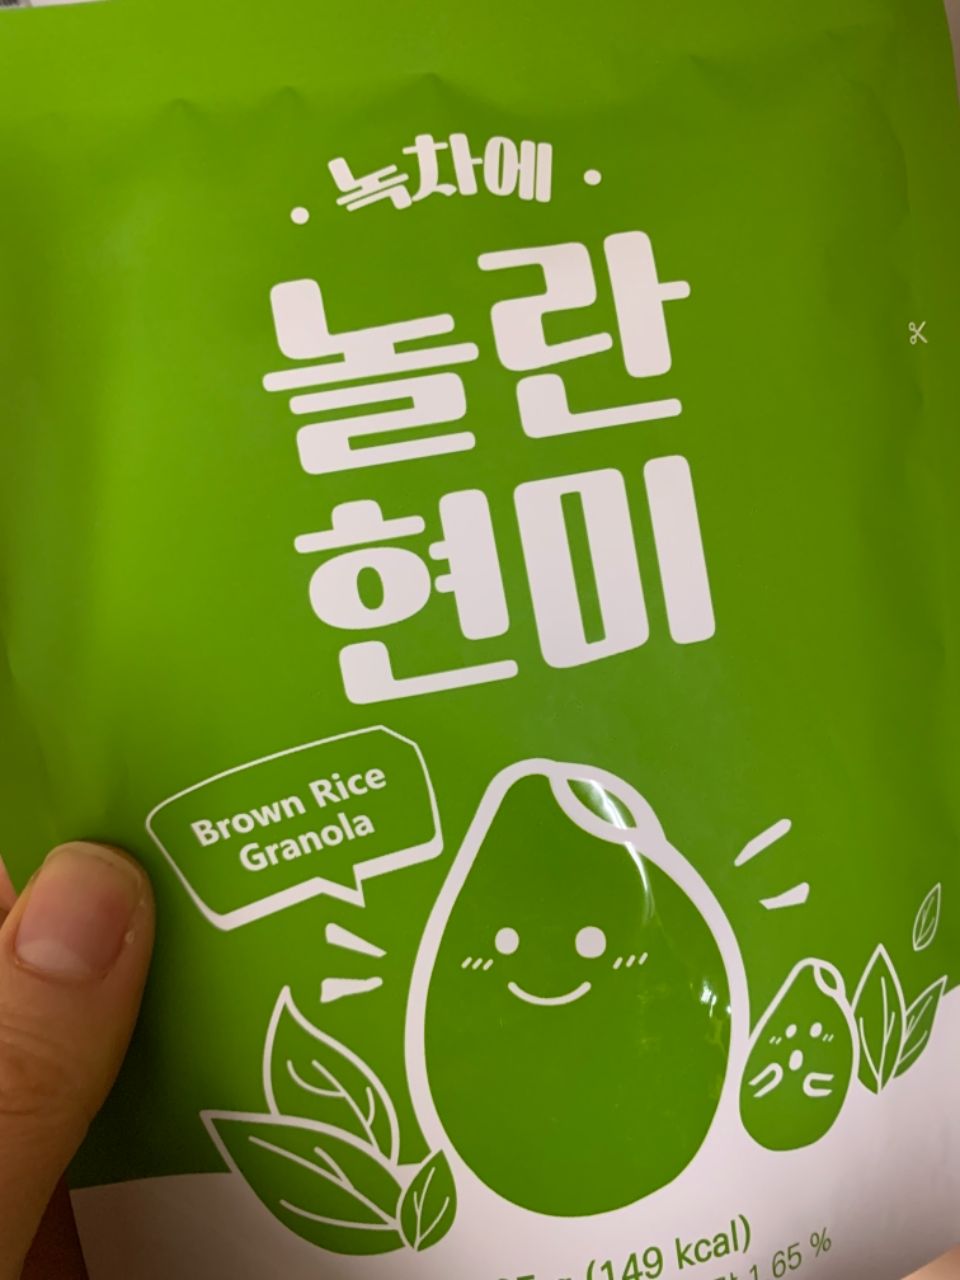 · 녹차에 ·
놀란
현미
Brown Rice
Granola
(149 kcal)
1.65 %